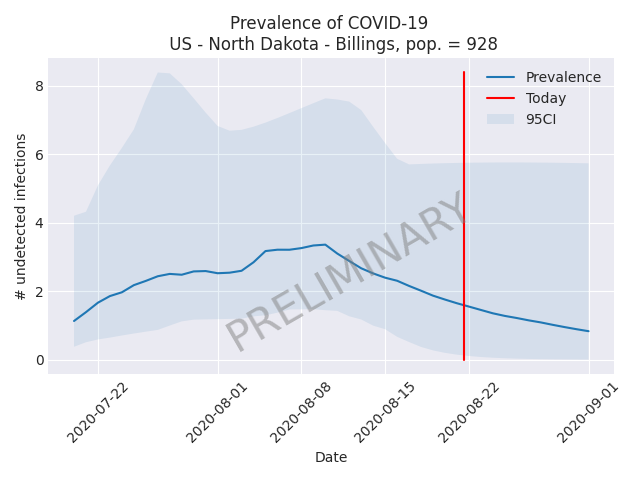 Prevalence of COVID-19
US - North Dakota - Billings, pop. = 928
# undetected infections
8
6
4
2
0
Prevalence
Today
95CI
PRELIMINARY
2020-07-22
2020-08-01
2020-08-08
2020-08-15
2020-08-22
2020-09-01
Date